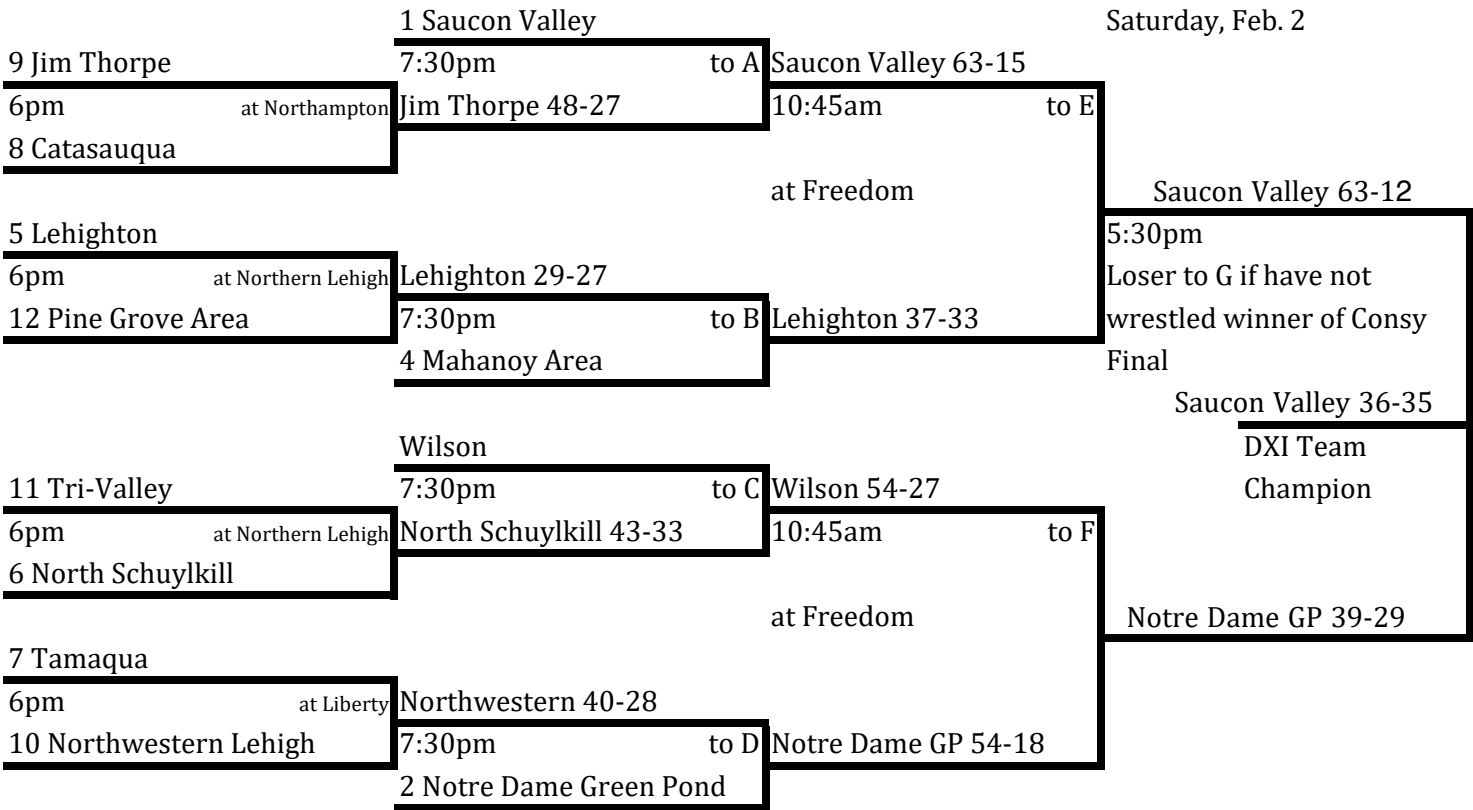 1 Saucon Valley
Saturday, Feb. 2
9 Jim Thorpe
7:30pm to A Saucon Valley 63-15
6pm at Northampton Jim Thorpe 48-27
10:45am to E
8 Catasauqua
at Freedom
Saucon Valley 63-12
5 Lehighton
5:30pm
6pm at Northern Lehigh Lehighton 29-27
Loser to G if have not
12 Pine Grove Area
7:30pm to B Lehighton 37-33
wrestled winner of Consy
4 Mahanoy Area
Final
Saucon Valley 36-35
Wilson
DXI Team
11 Tri-Valley
7:30pm to C Wilson 54-27
Champion
6pm at Northern Lehigh North Schuylkill 43-33
10:45am to F
6 North Schuylkill
at Freedom
Notre Dame GP 39-29
7 Tamaqua
6pm at Liberty Northwestern 40-28
10 Northwestern Lehigh
7:30pm to D Notre Dame GP 54-18
2 Notre Dame Green Pond